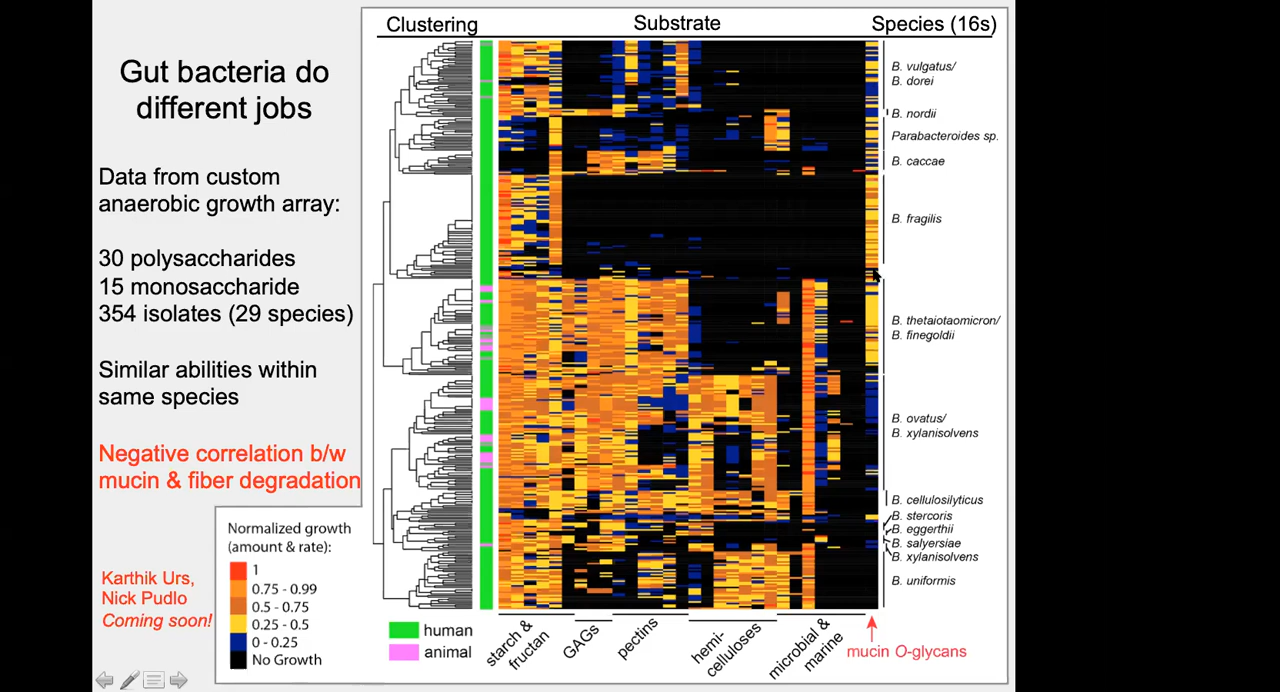 Gut bacteria do
different jobs
Data from custom
anaerobic growth array:
30 polysaccharides
15 monosaccharide
354 isolates (29 species)
Similar abilities within
same species
Negative correlation b/w
mucin & fiber degradation
Karthik Urs,
Nick Pudlo
Coming soon!
Normalized growth
(amount & rate):
1
0.75 - 0.99
0.5 - 0.75
0.25 - 0.5
0 - 0.25
No Growth
Clustering
Substrate
Species (16s)
B. vulgatus/
B. dorei
B. nordii
Parabacteroides sp.
B. caccae
B. fragilis
B. thetaiotaomicron/
B. finegoldii
B. ovatus/
B. xylanisolvens
B. cellulosilyticus
B. stercoris
B. eggerthii
B. salyersiae
B. xylanisolvens
B. uniformis
human
animal
starch &
fructan
GAGs
pectins
hemi-
celluloses
microbial &
marine
mucin O-glycans